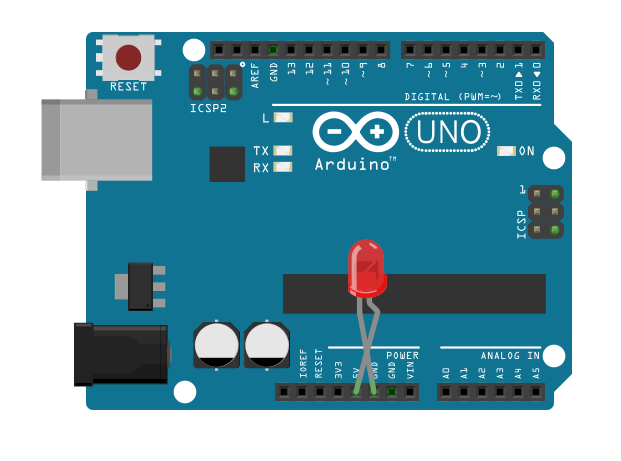 RESET
ICSP2
AREF
GND
13
12
~11
~10
~9
8
7
~6
~5
4
~3
2
TXO▶1
RXO◀0
DIGITAL (PWM=~)
L
TX
RX
UNO
Arduino™
ON
1
ICSP
POWER
ANALOG IN
IOREF
RESET
3V3
5V
GND
GND
VIN
A0
A1
A2
A3
A4
A5